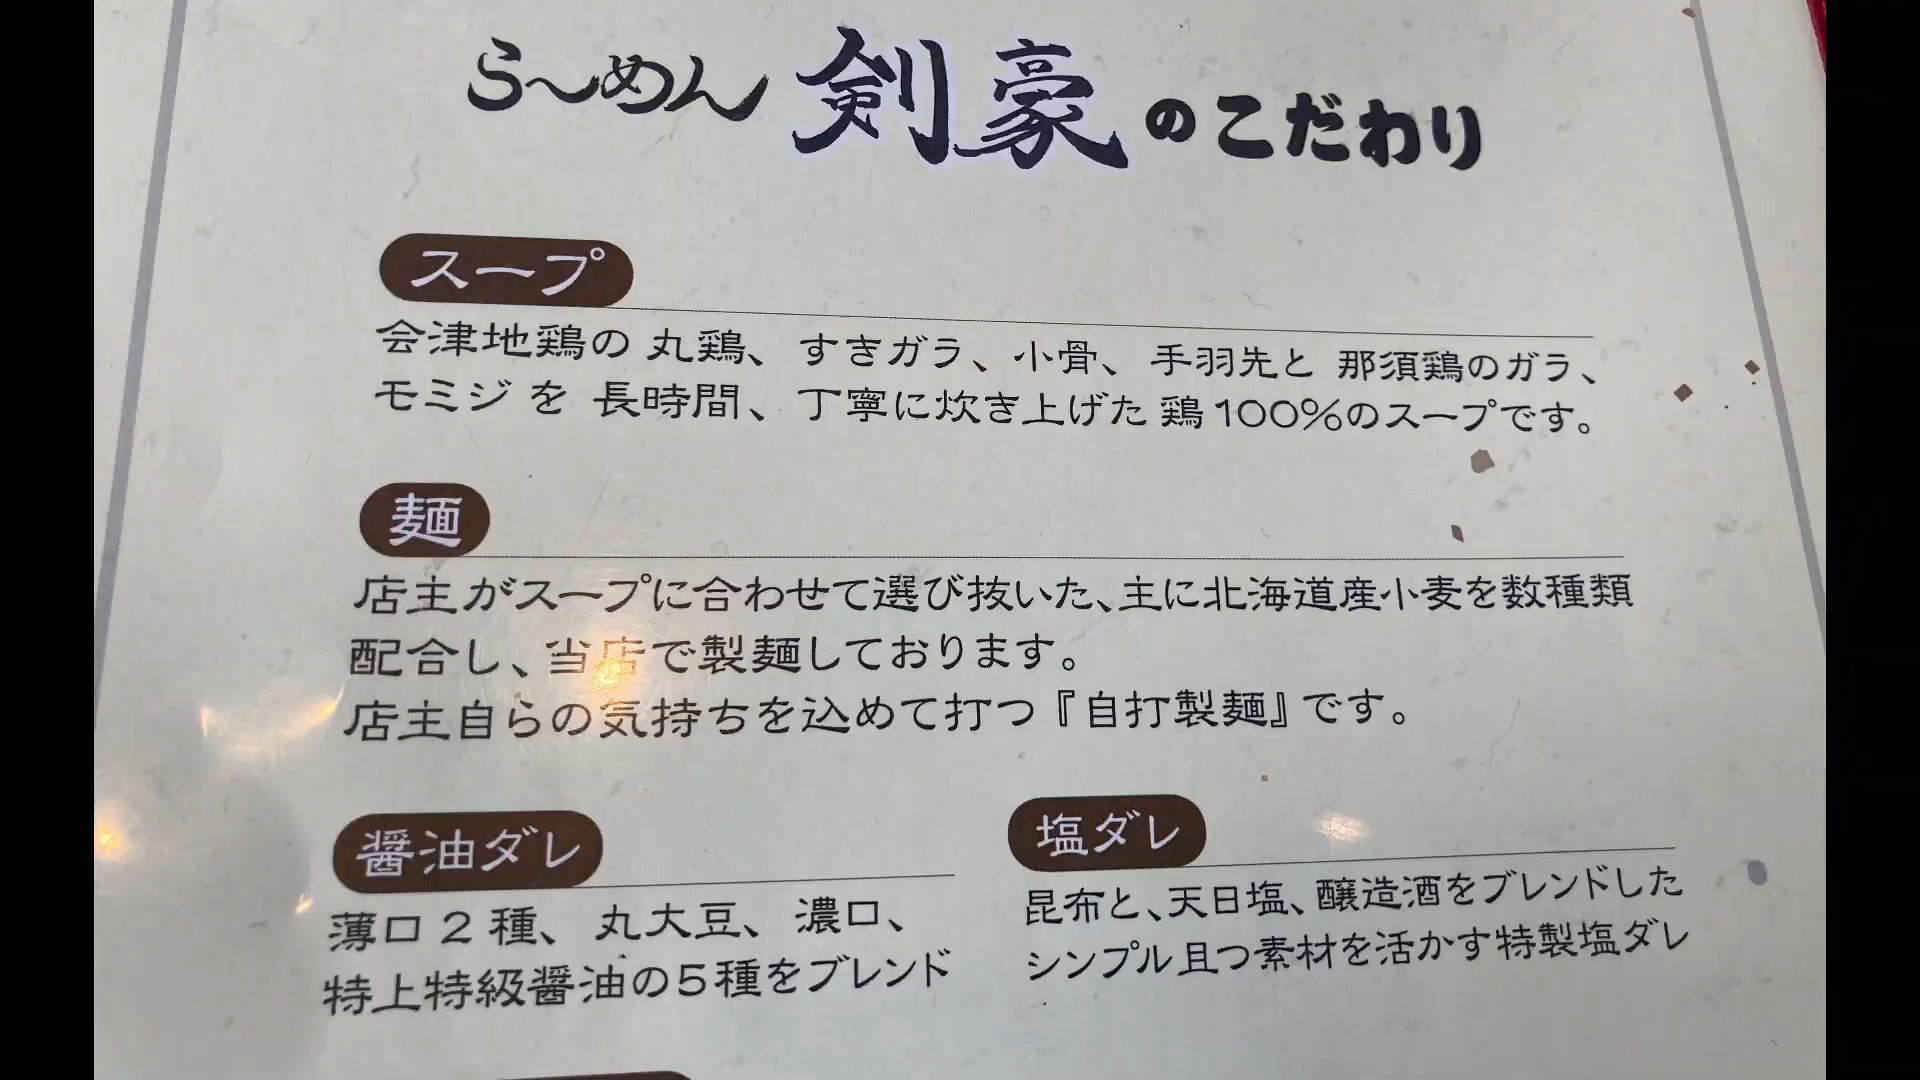 らーめん 剣豪 のこだわり
スープ
会津地鶏の 丸鶏、すきガラ、小骨、手羽先と 那須鶏のガラ、
モミジ を 長時間、丁寧に炊き上げた 鶏100%のスープです。
麺
店主がスープに合わせて選び抜いた、主に北海道産小麦を数種類
配合し、当店で製麺しております。
店主自らの気持ちを込めて打つ『自打製麺』です。
醤油ダレ
薄口 2 種、丸大豆、濃口、
特上特級醤油の5種をブレンド
塩ダレ
昆布と、天日塩、醸造酒をブレンドした
シンプル且つ素材を活かす特製塩ダレ